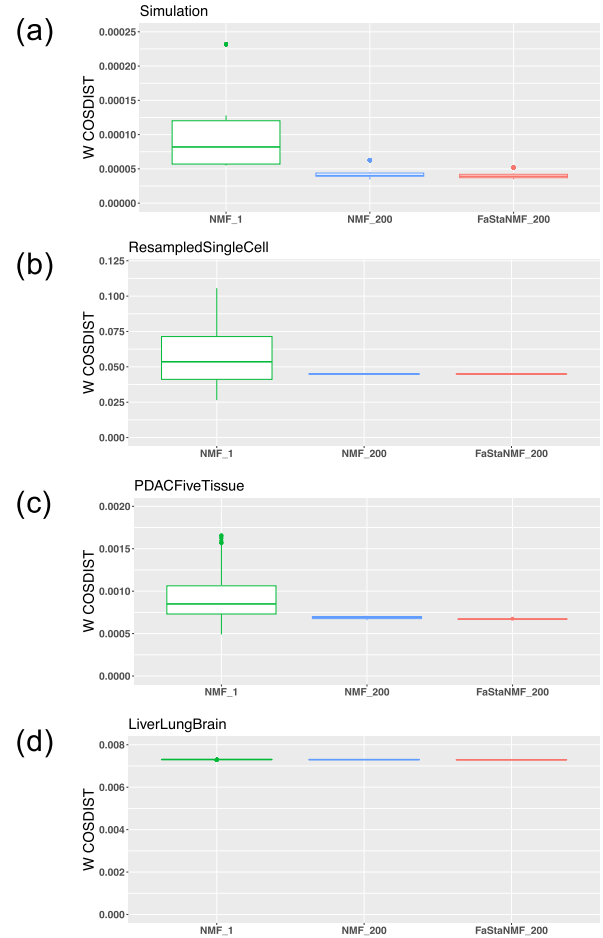 (a)
Simulation
W COSDIST
0.00025
0.00020
0.00015
0.00010
0.00005
0.00000
NMF_1 NMF_200 FaStaNMF_200
(b)
ResampledSingleCell
W COSDIST
0.125
0.100
0.075
0.050
0.025
0.000
NMF_1 NMF_200 FaStaNMF_200
(c)
PDACFiveTissue
W COSDIST
0.0020
0.0015
0.0010
0.0005
0.0000
NMF_1 NMF_200 FaStaNMF_200
(d)
LiverLungBrain
W COSDIST
0.008
0.006
0.004
0.002
0.000
NMF_1 NMF_200 FaStaNMF_200